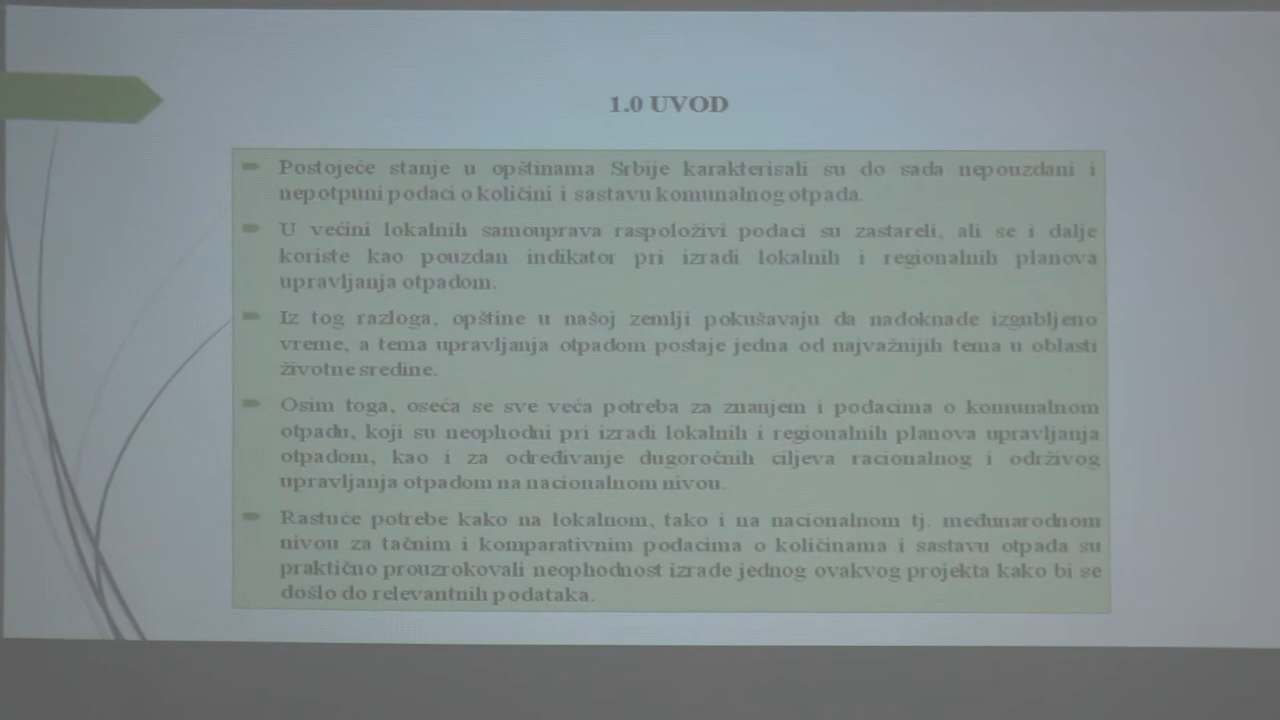 1.0 UVOD
Postojeće stanje u opštinama Srbije karakterisali su do sada nepouzdani i
nepotpuni podaci o količini i sastavu komunalnog otpada.
U većini lokalnih samouprava raspoloživi podaci su zastareli, ali se i dalje
koriste kao pouzdan indikator pri izradi lokalnih i regionalnih planova
upravljanja otpadom.
Iz tog razloga, opštine u našoj zemlji pokušavaju da nadoknade izgubljeno
vreme, a tema upravljanja otpadom postaje jedna od najvažnijih tema u oblasti
životne sredine.
Osim toga, oseća se sve veća potreba za znanjem i podacima o komunalnom
otpadu, koji su neophodni pri izradi lokalnih i regionalnih planova upravljanja
otpadom, kao i za određivanje dugoročnih ciljeva racionalnog i održivog
upravljanja otpadom na nacionalnom nivou.
Rastuće potrebe kako na lokalnom, tako i na nacionalnom tj. međunarodnom
nivou za tačnim i komparativnim podacima o količinama i sastavu otpada su
praktično prouzrokovali neophodnost izrade jednog ovakvog projekta kako bi se
došlo do relevantnih podataka.